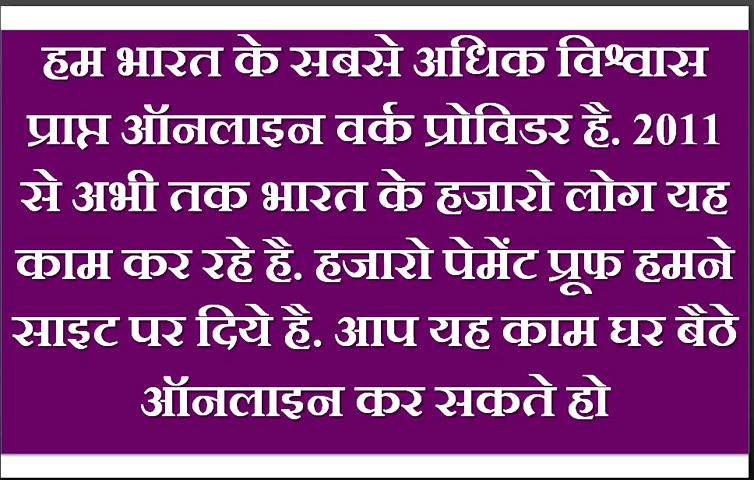 हम भारत के सबसे अधिक विश्वास
प्राप्त ऑनलाइन वर्क प्रोविडर है. 2011
से अभी तक भारत के हजारो लोग यह
काम कर रहे है. हजारो पेमेंट प्रूफ हमने
साइट पर दिये है. आप यह काम घर बैठे
ऑनलाइन कर सकते हो